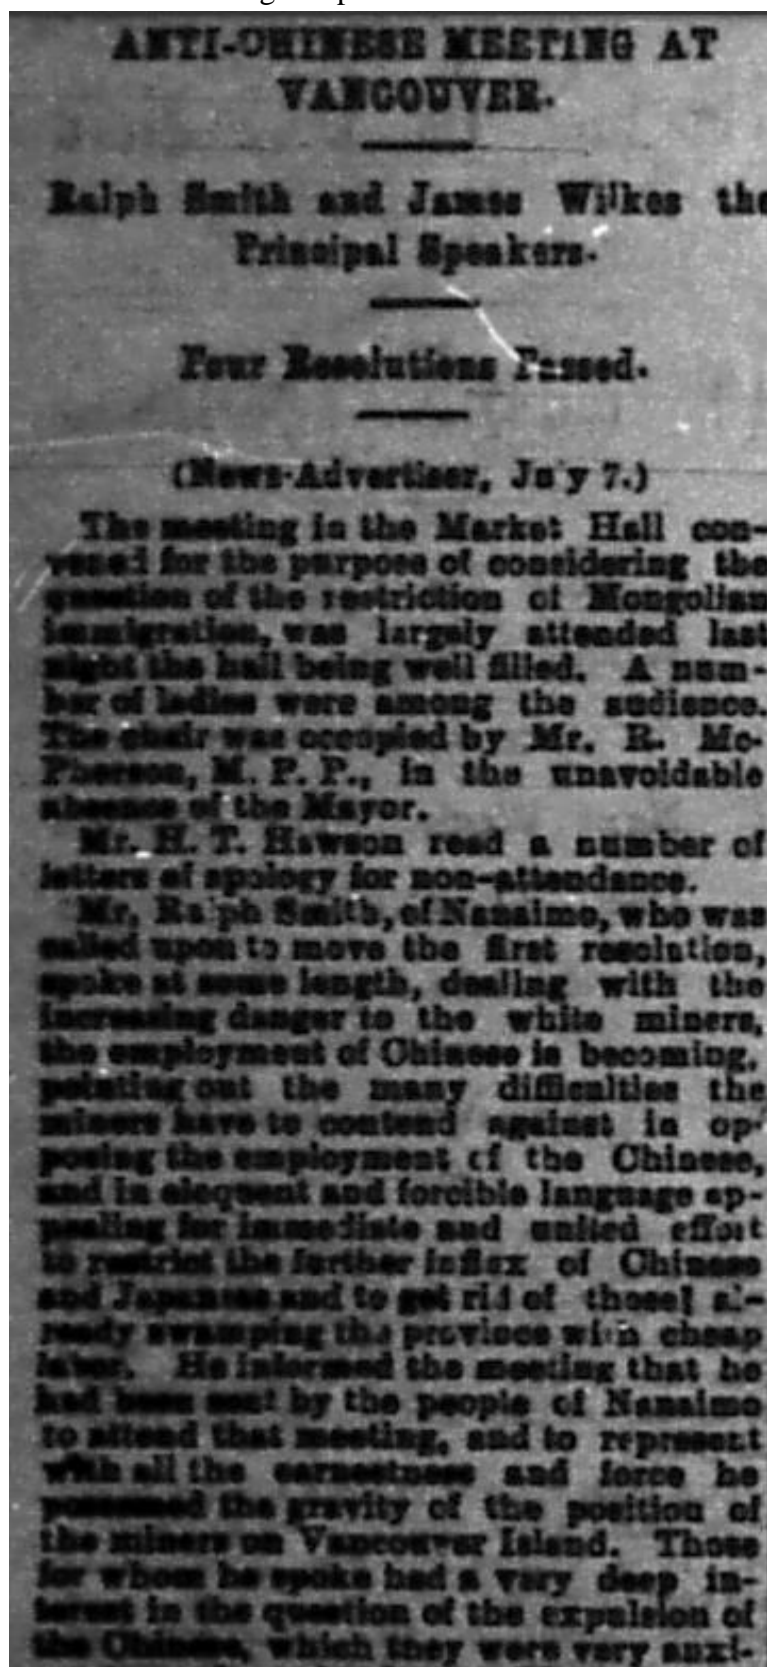 ANTI-CHINESE MEETING AT
VANCOUVER.
Ralph Smith and James Wilkes the
Principal Speakers.
Four Resolutions Passed.
(News-Advertiser, July 7.)
The meeting in the Market Hall con-
vened for the purpose of considering the
question of the restriction of Mongolian
immigration, was largely attended last
night the hall being well filled. A num-
ber of ladies were among the audience.
The chair was occupied by Mr. R. Mc-
Pherson, M. P. P., in the unavoidable
absence of the Mayor.
Mr. H. T. Hawson read a number of
letters of apology for non-attendance.
Mr. Ralph Smith, of Nanaimo, who was
called upon to move the first resolution,
spoke at some length, dealing with the
increasing danger to the white miners,
the employment of Chinese is becoming,
pointing out the many difficulties the
miners have to contend against in op-
posing the employment of the Chinese,
and in eloquent and forcible language ap-
pealing for immediate and united effort
to restrict the further influx of Chinese
and Japanese and to get rid of those al-
ready swamping the province with cheap
labor. He informed the meeting that he
had been sent by the people of Nanaimo
to attend that meeting, and to represent
with all the earnestness and force he
possessed the gravity of the position of
the miners on Vancouver Island. Those
for whom he spoke had a very deep in-
terest in the question of the expulsion of
the Chinese, which they were very anxi-